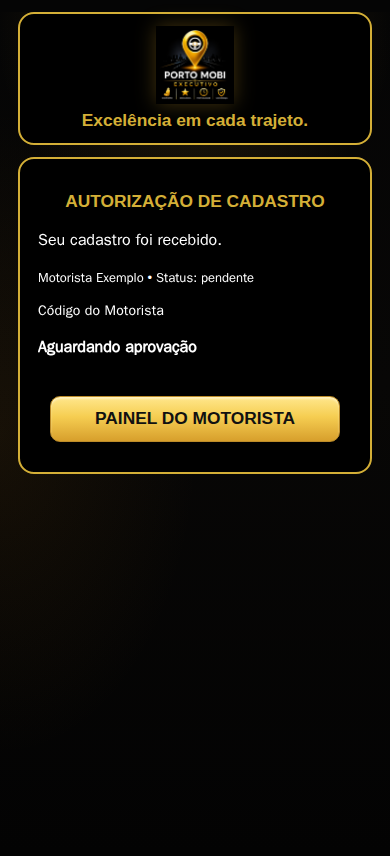 PORTO MOBI
EXECUTIVO
Excelência em cada trajeto.
AUTORIZAÇÃO DE CADASTRO
Seu cadastro foi recebido.
Motorista Exemplo • Status: pendente
Código do Motorista
Aguardando aprovação
PAINEL DO MOTORISTA